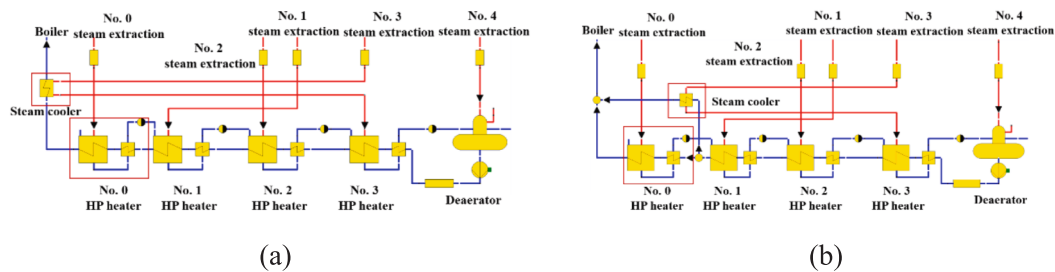 No. 0
steam extraction
No. 1
steam extraction
No. 3
steam extraction
No. 4
steam extraction
Boiler
No. 2
steam extraction
Steam cooler
No. 0
HP heater
No. 1
HP heater
No. 2
HP heater
No. 3
HP heater
Deaerator
(a)
No. 0
steam extraction
No. 1
steam extraction
No. 3
steam extraction
No. 4
steam extraction
Boiler
No. 2
steam extraction
Steam cooler
No. 0
HP heater
No. 1
HP heater
No. 2
HP heater
No. 3
HP heater
Deaerator
(b)